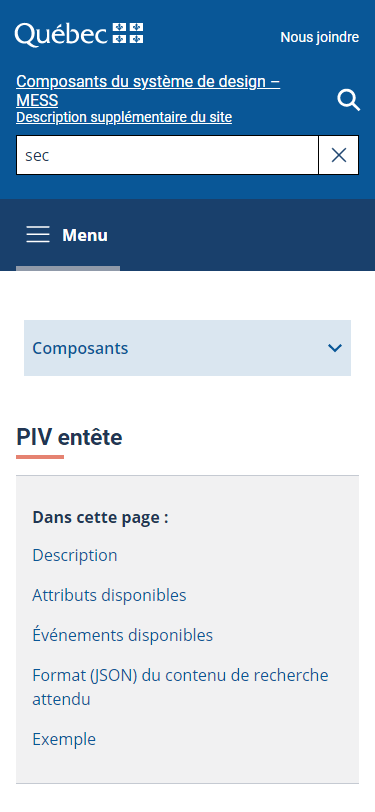 Québec
Nous joindre
Composants du système de design –
MESS
Description supplémentaire du site
sec
Menu
Composants
PIV entête
Dans cette page :
Description
Attributs disponibles
Événements disponibles
Format (JSON) du contenu de recherche
attendu
Exemple